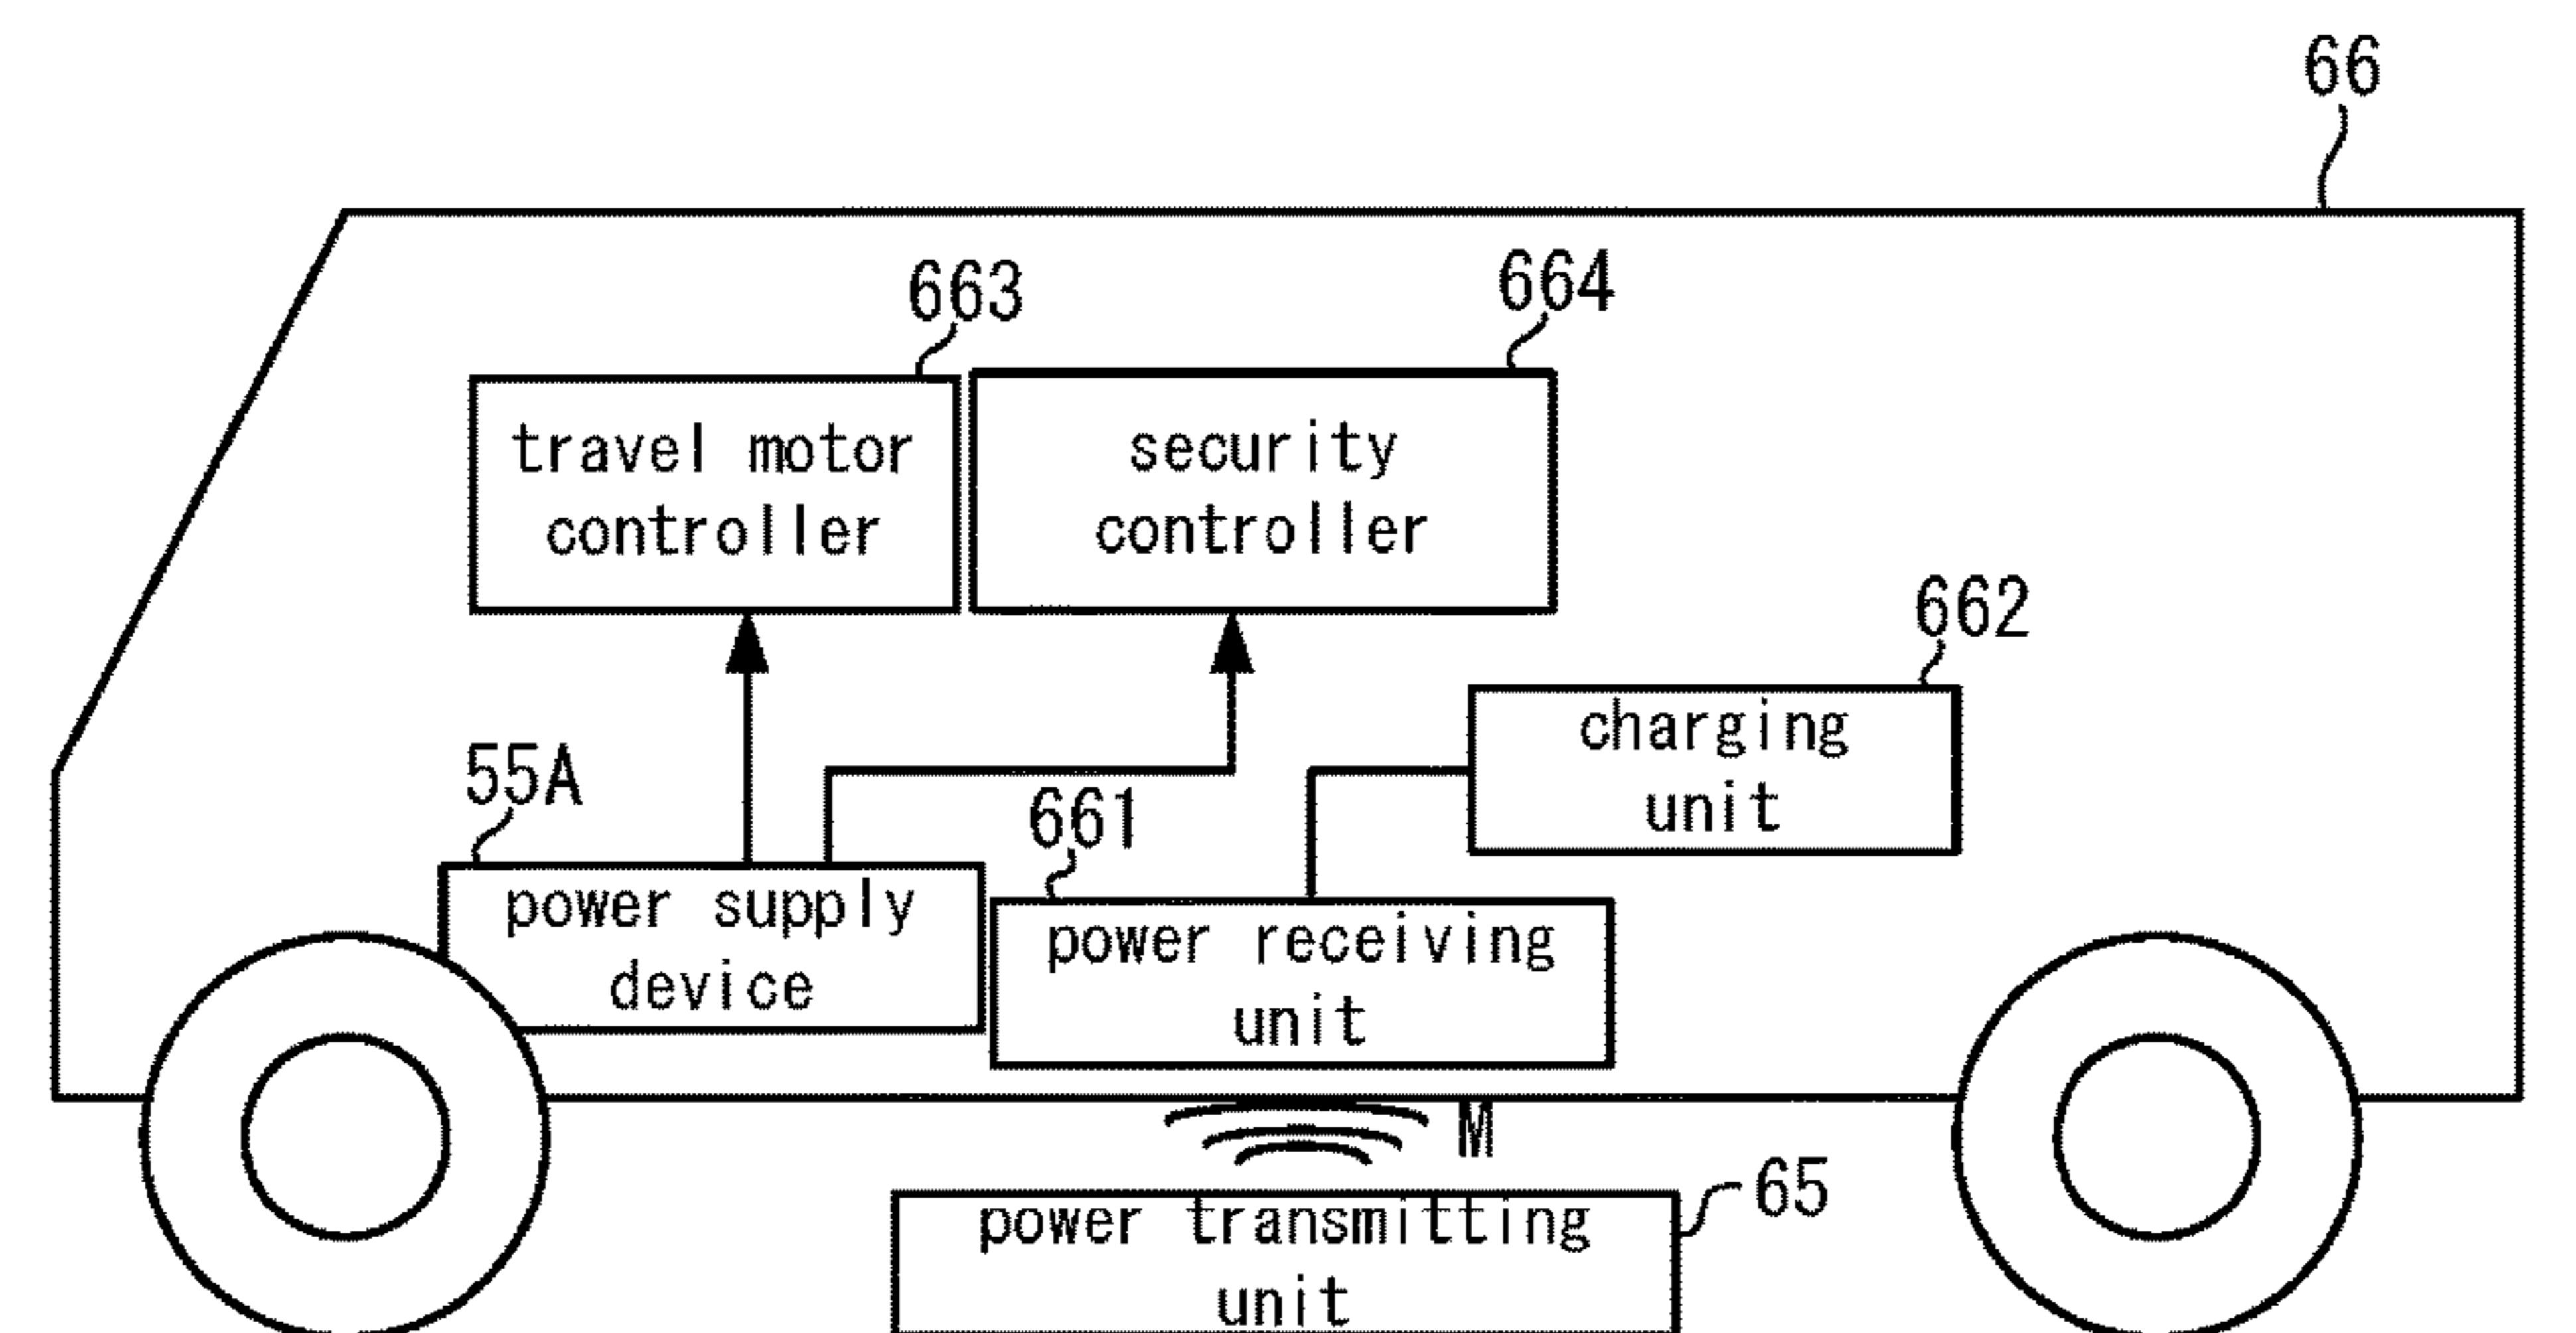 66
663
664
travel motor
controller
security
controller
662
charging
unit
55A
661
power supply
device
power receiving
unit
M
65
power transmitting
unit